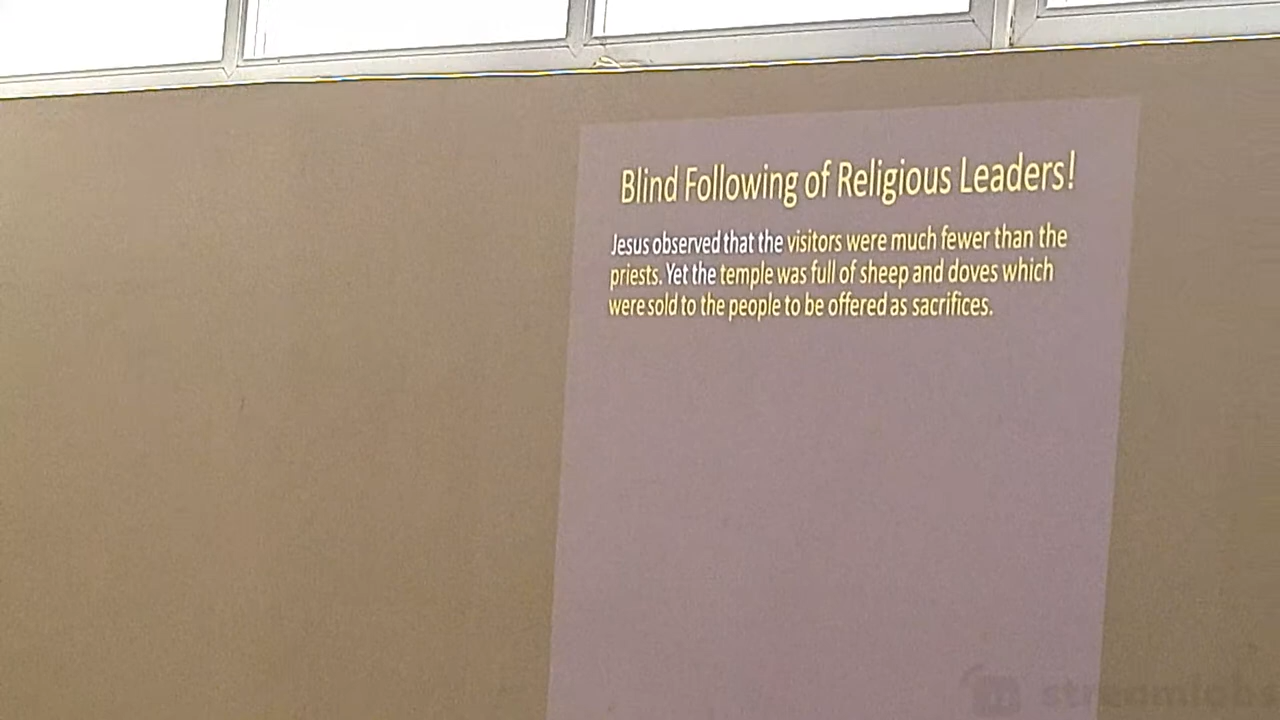 Blind Following of Religious Leaders!
Jesus observed that the visitors were much fewer than the
priests. Yet the temple was full of sheep and doves which
were sold to the people to be offered as sacrifices.
streamlabs